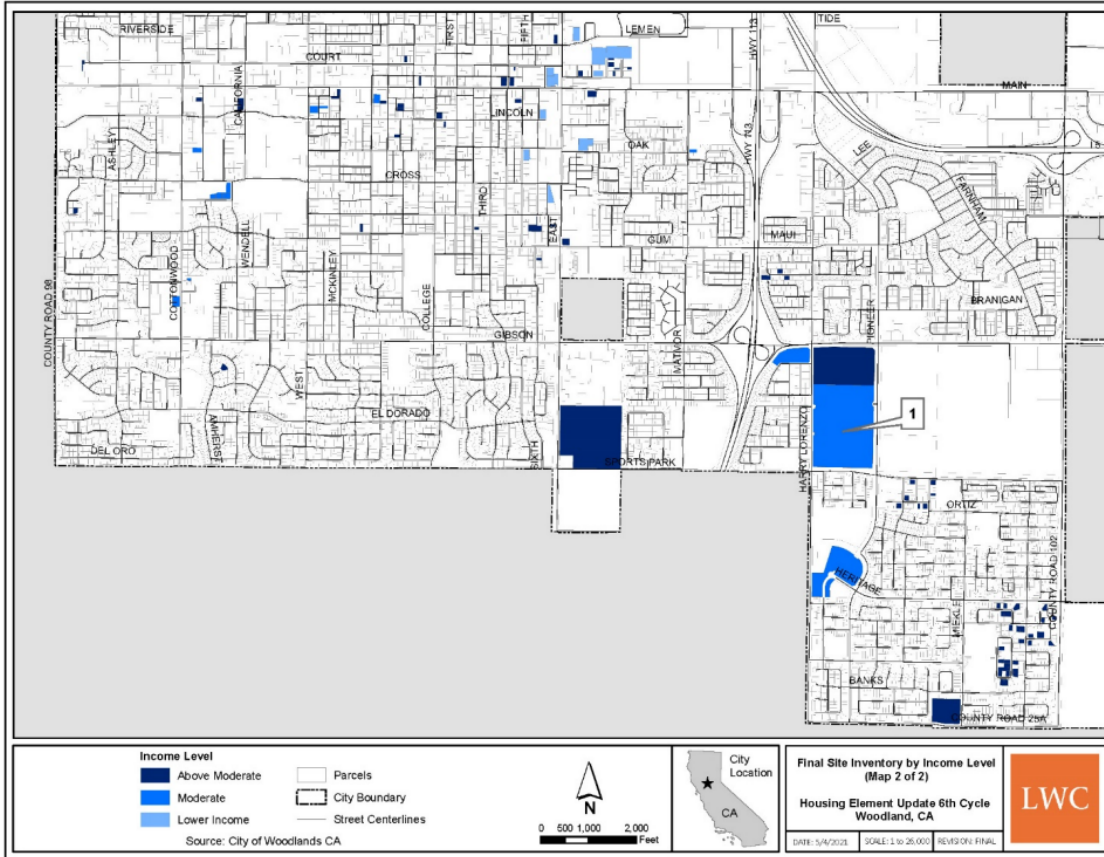 RIVERSIDE
COURT
CALIFORNIA
FIRST
FIFTH
LEMEN
HWY 113
TIDE
MAIN
ASHLEY
LINCOLN
CROSS
THIRD
OAK
HWY 113
LEE
FARNHAM
I 5
COUNTY ROAD 98
COTTONWOOD
WENDELL
MCKINLEY
COLLEGE
EAST
GUM
MAUI
BRANIGAN
GIBSON
MATMOR
PIONEER
WEST
EL DORADO
AMHERST
DEL ORO
SIXTH
SPORTS PARK
HARRY LORENZO
1
ORTIZ
HERITAGE
MIEKLE
COUNTY ROAD 102
BANKS
COUNTY ROAD 25A
Income Level
Above Moderate
Moderate
Lower Income
Parcels
City Boundary
Street Centerlines
Source: City of Woodlands CA
N
0 500 1,000 2,000
Feet
City
Location
CA
Final Site Inventory by Income Level
(Map 2 of 2)
Housing Element Update 6th Cycle
Woodland, CA
DATE: 5/4/2021
SCALE: 1 to 26,000
REVISION: FINAL
LWC